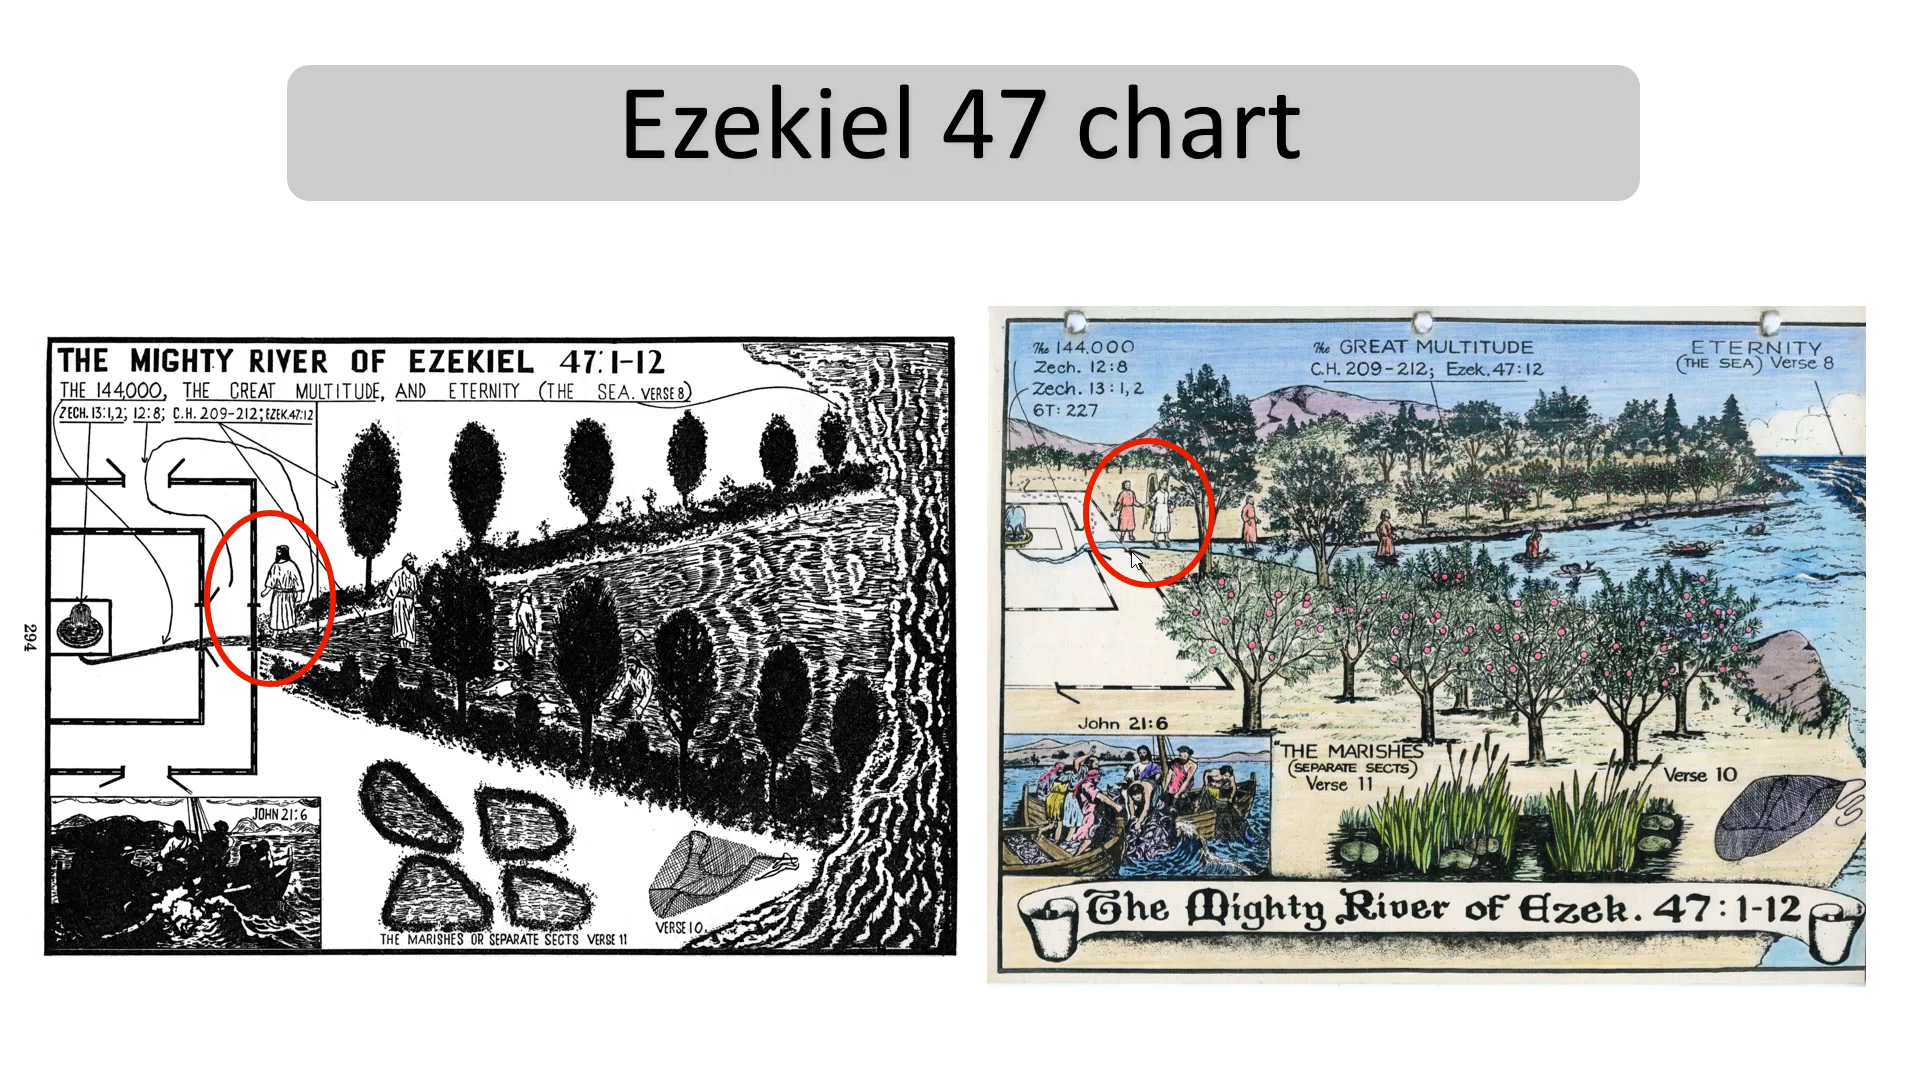 Ezekiel 47 chart
THE MIGHTY RIVER OF EZEKIEL 47:1-12
THE 144,000, THE GREAT MULTITUDE, AND ETERNITY (THE SEA. VERSE 8)
ZECH. 13:1,2; 12:8; C.H. 209-212; EZEK.47:12
294
JOHN 21:6
THE MARISHES OR SEPARATE SECTS VERSE 11
VERSE 10.
The 144.000
Zech. 12:8
Zech. 13:1,2
6T: 227
The GREAT MULTITUDE
C.H. 209-212; Ezek. 47:12
ETERNITY
(THE SEA) Verse 8
John 21:6
"THE MARISHES"
(SEPARATE SECTS)
Verse 11
Verse 10
The Mighty River of Ezek. 47:1-12